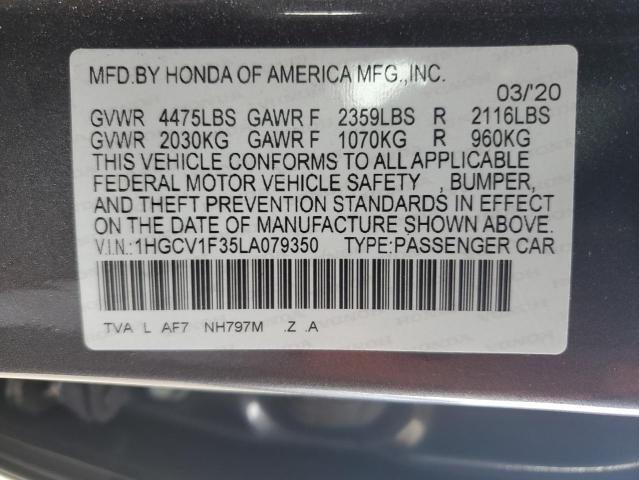 MFD.BY HONDA OF AMERICA MFG.,INC.
03/'20
GVWR 4475LBS GAWR F 2359LBS R 2116LBS
GVWR 2030KG GAWR F 1070KG R 960KG
THIS VEHICLE CONFORMS TO ALL APPLICABLE
FEDERAL MOTOR VEHICLE SAFETY , BUMPER,
AND THEFT PREVENTION STANDARDS IN EFFECT
ON THE DATE OF MANUFACTURE SHOWN ABOVE.
V.I.N.:1HGCV1F35LA079350 TYPE:PASSENGER CAR
TVA L AF7 NH797M .Z .A